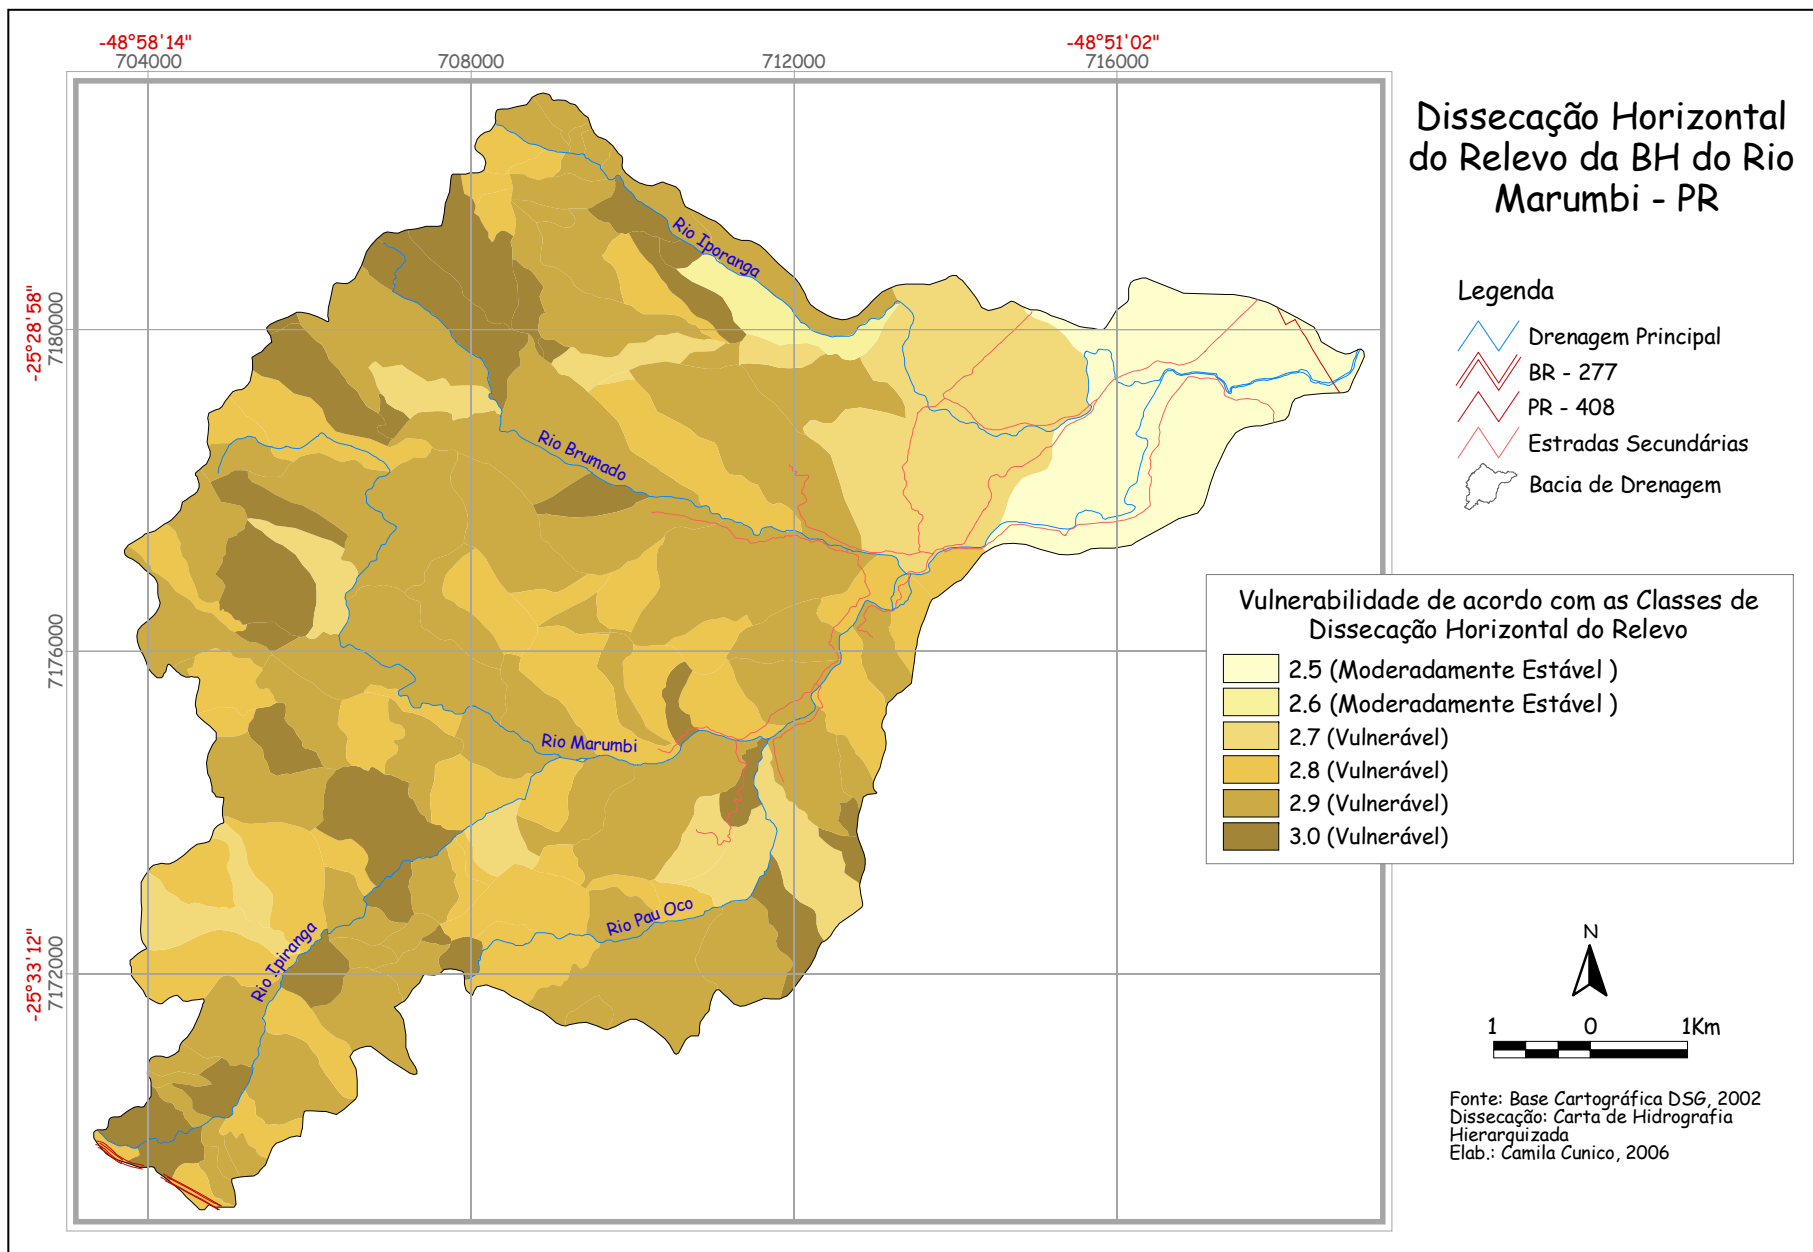 -48°58'14"
-48°51'02"
704000
708000
712000
716000
-25°28'58"
7180000
7176000
-25°33'12"
7172000
Rio Iporanga
Rio Brumado
Rio Marumbi
Rio Pau Oco
Rio Ipiranga
Dissecação Horizontal
do Relevo da BH do Rio
Marumbi - PR
Legenda
Drenagem Principal
BR - 277
PR - 408
Estradas Secundárias
Bacia de Drenagem
Vulnerabilidade de acordo com as Classes de
Dissecação Horizontal do Relevo
2.5 (Moderadamente Estável )
2.6 (Moderadamente Estável )
2.7 (Vulnerável)
2.8 (Vulnerável)
2.9 (Vulnerável)
3.0 (Vulnerável)
N
1 0 1Km
Fonte: Base Cartográfica DSG, 2002
Dissecação: Carta de Hidrografia
Hierarquizada
Elab.: Camila Cunico, 2006